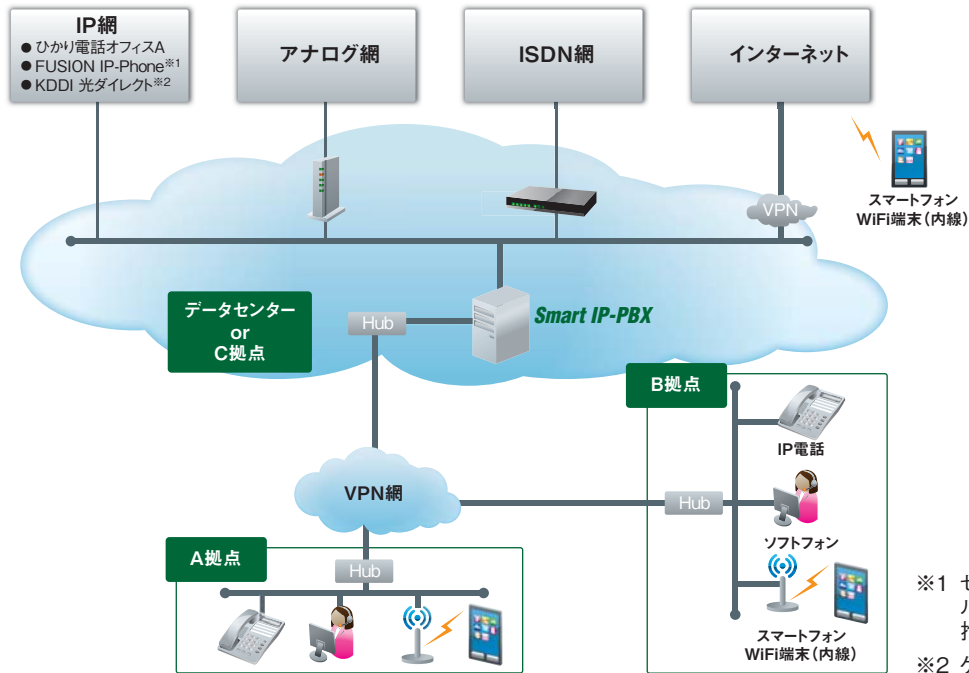 IP網
● ひかり電話オフィスA
● FUSION IP-Phone※1
● KDDI 光ダイレクト※2
アナログ網
ISDN網
インターネット
VPN
スマートフォン
WiFi端末（内線）
データセンター
or
C拠点
Hub
Smart IP-PBX
B拠点
IP電話
VPN網
Hub
ソフトフォン
A拠点
Hub
スマートフォン
WiFi端末（内線）
※1
※2